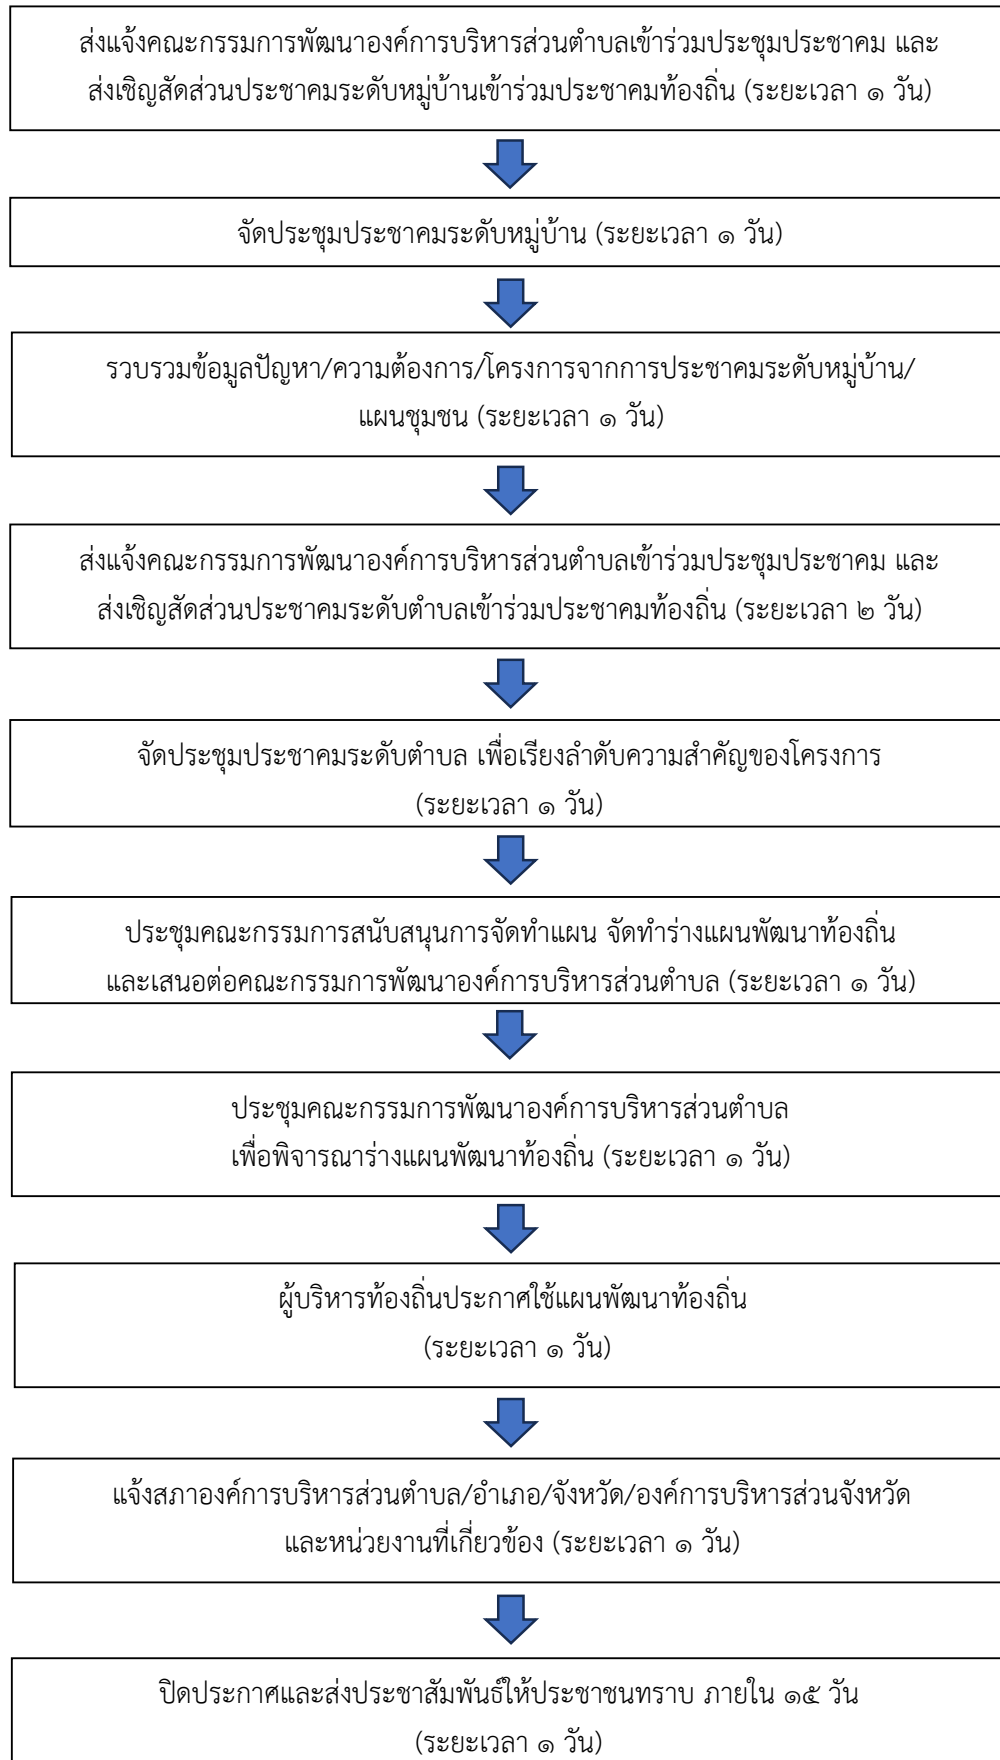 ส่งแจ้งคณะกรรมการพัฒนาองค์การบริหารส่วนตำบลเข้าร่วมประชุมประชาคม และ
ส่งเชิญสัดส่วนประชาคมระดับหมู่บ้านเข้าร่วมประชาคมท้องถิ่น (ระยะเวลา ๑ วัน)
จัดประชุมประชาคมระดับหมู่บ้าน (ระยะเวลา ๑ วัน)
รวบรวมข้อมูลปัญหา/ความต้องการ/โครงการจากการประชาคมระดับหมู่บ้าน/
แผนชุมชน (ระยะเวลา ๑ วัน)
ส่งแจ้งคณะกรรมการพัฒนาองค์การบริหารส่วนตำบลเข้าร่วมประชุมประชาคม และ
ส่งเชิญสัดส่วนประชาคมระดับตำบลเข้าร่วมประชาคมท้องถิ่น (ระยะเวลา ๒ วัน)
จัดประชุมประชาคมระดับตำบล เพื่อเรียงลำดับความสำคัญของโครงการ
(ระยะเวลา ๑ วัน)
ประชุมคณะกรรมการสนับสนุนการจัดทำแผน จัดทำร่างแผนพัฒนาท้องถิ่น
และเสนอต่อคณะกรรมการพัฒนาองค์การบริหารส่วนตำบล (ระยะเวลา ๑ วัน)
ประชุมคณะกรรมการพัฒนาองค์การบริหารส่วนตำบล
เพื่อพิจารณาร่างแผนพัฒนาท้องถิ่น (ระยะเวลา ๑ วัน)
ผู้บริหารท้องถิ่นประกาศใช้แผนพัฒนาท้องถิ่น
(ระยะเวลา ๑ วัน)
แจ้งสภาองค์การบริหารส่วนตำบล/อำเภอ/จังหวัด/องค์การบริหารส่วนจังหวัด
และหน่วยงานที่เกี่ยวข้อง (ระยะเวลา ๑ วัน)
ปิดประกาศและส่งประชาสัมพันธ์ให้ประชาชนทราบ ภายใน ๑๕ วัน
(ระยะเวลา ๑ วัน)